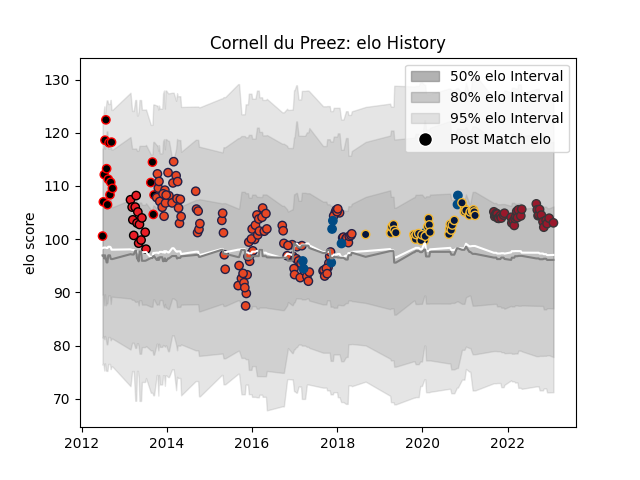 Cornell du Preez: elo History
130
120
110
100
90
80
70
elo score
50% elo Interval
80% elo Interval
95% elo Interval
Post Match elo
2012 2014 2016 2018 2020 2022